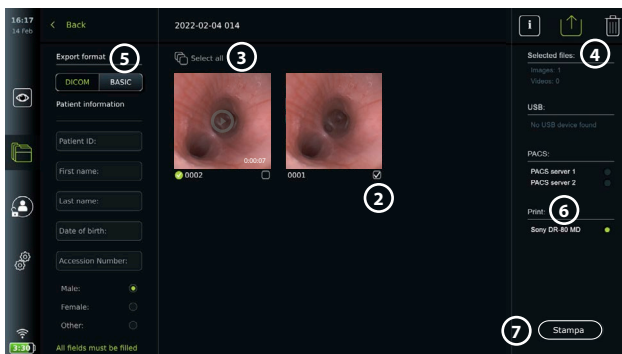 16:17
14 Feb
Back
2022-02-04 014
i
Export format
5
DICOM
BASIC
Patient information
Patient ID:
First name:
Last name:
Date of birth:
Accession Number:
Male:
Female:
Other:
All fields must be filled
3:30
Select all
3
0:00:07
0002
0001
2
4
Selected files:
Images: 1
Videos: 0
USB:
No USB device found
PACS:
PACS server 1
PACS server 2
Print:
6
Sony DR-80 MD
7
Stampa